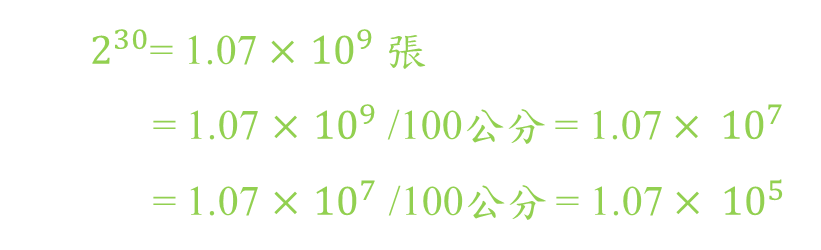 2³⁰= 1.07 × 10⁹ 張
= 1.07 × 10⁹ /100公分 = 1.07 × 10⁷
= 1.07 × 10⁷ /100公分 = 1.07 × 10⁵